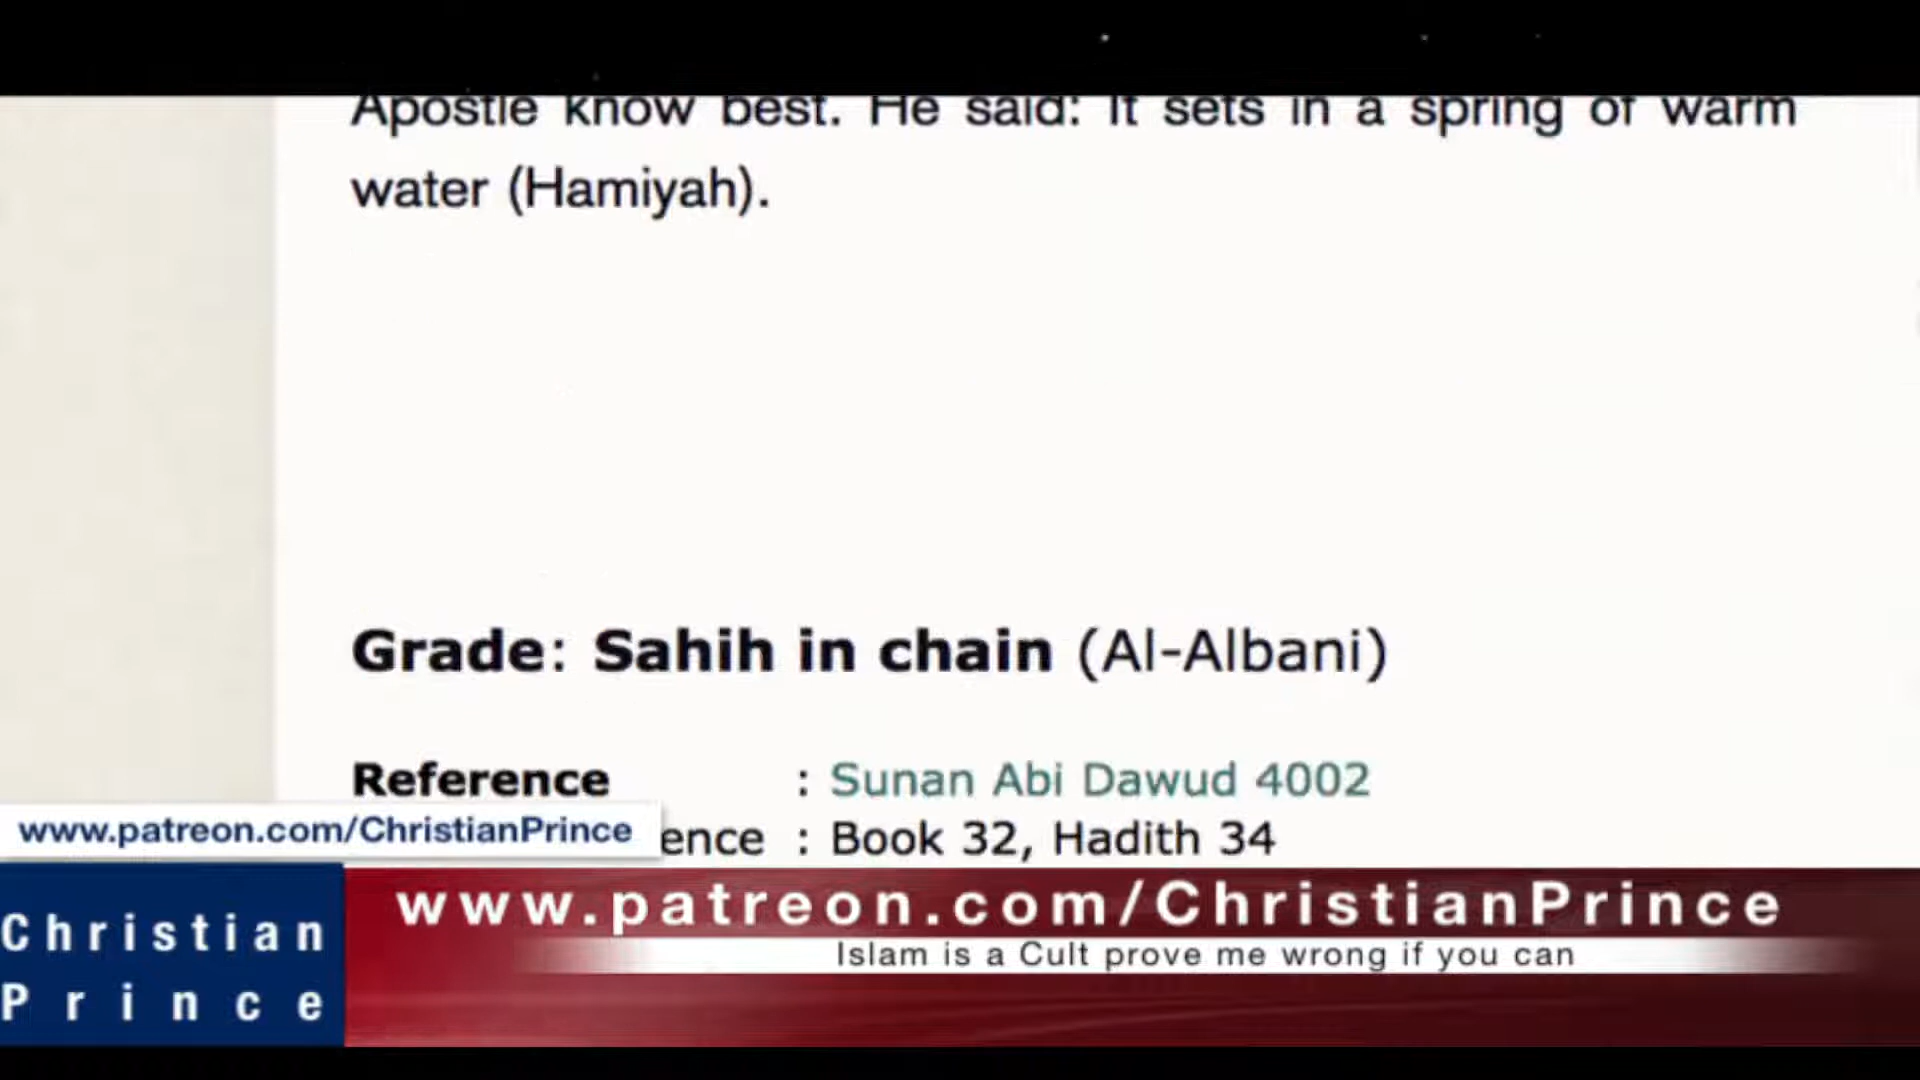 Apostle know best. He said: It sets in a spring of warm
water (Hamiyah).
Grade: Sahih in chain (Al-Albani)
Reference : Sunan Abi Dawud 4002
ence : Book 32, Hadith 34
www.patreon.com/ChristianPrince
Christian
Prince
www.patreon.com/ChristianPrince
Islam is a Cult prove me wrong if you can